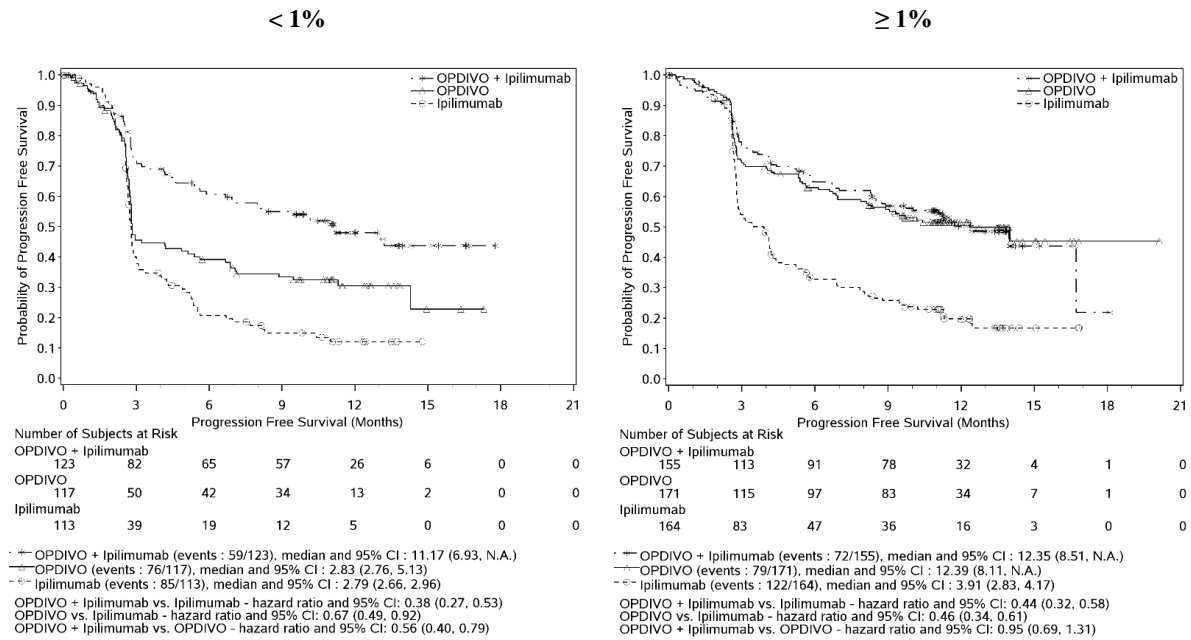 < 1%
OPDIVO + Ipilimumab
OPDIVO
Ipilimumab
Probability of Progression Free Survival
1.0
0.9
0.8
0.7
0.6
0.5
0.4
0.3
0.2
0.1
0.0
0 3 6 9 12 15 18 21
Progression Free Survival (Months)
Number of Subjects at Risk
OPDIVO + Ipilimumab
123 82 65 57 26 6 0 0
OPDIVO
117 50 42 34 13 2 0 0
Ipilimumab
113 39 19 12 5 0 0 0
OPDIVO + Ipilimumab (events : 59/123), median and 95% CI : 11.17 (6.93, N.A.)
OPDIVO (events : 76/117), median and 95% CI : 2.83 (2.76, 5.13)
Ipilimumab (events : 85/113), median and 95% CI : 2.79 (2.66, 2.96)
OPDIVO + Ipilimumab vs. Ipilimumab - hazard ratio and 95% CI: 0.38 (0.27, 0.53)
OPDIVO vs. Ipilimumab - hazard ratio and 95% CI: 0.67 (0.49, 0.92)
OPDIVO + Ipilimumab vs. OPDIVO - hazard ratio and 95% CI: 0.56 (0.40, 0.79)
≥ 1%
OPDIVO + Ipilimumab
OPDIVO
Ipilimumab
Probability of Progression Free Survival
1.0
0.9
0.8
0.7
0.6
0.5
0.4
0.3
0.2
0.1
0.0
0 3 6 9 12 15 18 21
Progression Free Survival (Months)
Number of Subjects at Risk
OPDIVO + Ipilimumab
155 113 91 78 32 4 1 0
OPDIVO
171 115 97 83 34 7 1 0
Ipilimumab
164 83 47 36 16 3 0 0
OPDIVO + Ipilimumab (events : 72/155), median and 95% CI : 12.35 (8.51, N.A.)
OPDIVO (events : 79/171), median and 95% CI : 12.39 (8.11, N.A.)
Ipilimumab (events : 122/164), median and 95% CI : 3.91 (2.83, 4.17)
OPDIVO + Ipilimumab vs. Ipilimumab - hazard ratio and 95% CI: 0.44 (0.32, 0.58)
OPDIVO vs. Ipilimumab - hazard ratio and 95% CI: 0.46 (0.34, 0.61)
OPDIVO + Ipilimumab vs. OPDIVO - hazard ratio and 95% CI: 0.95 (0.69, 1.31)